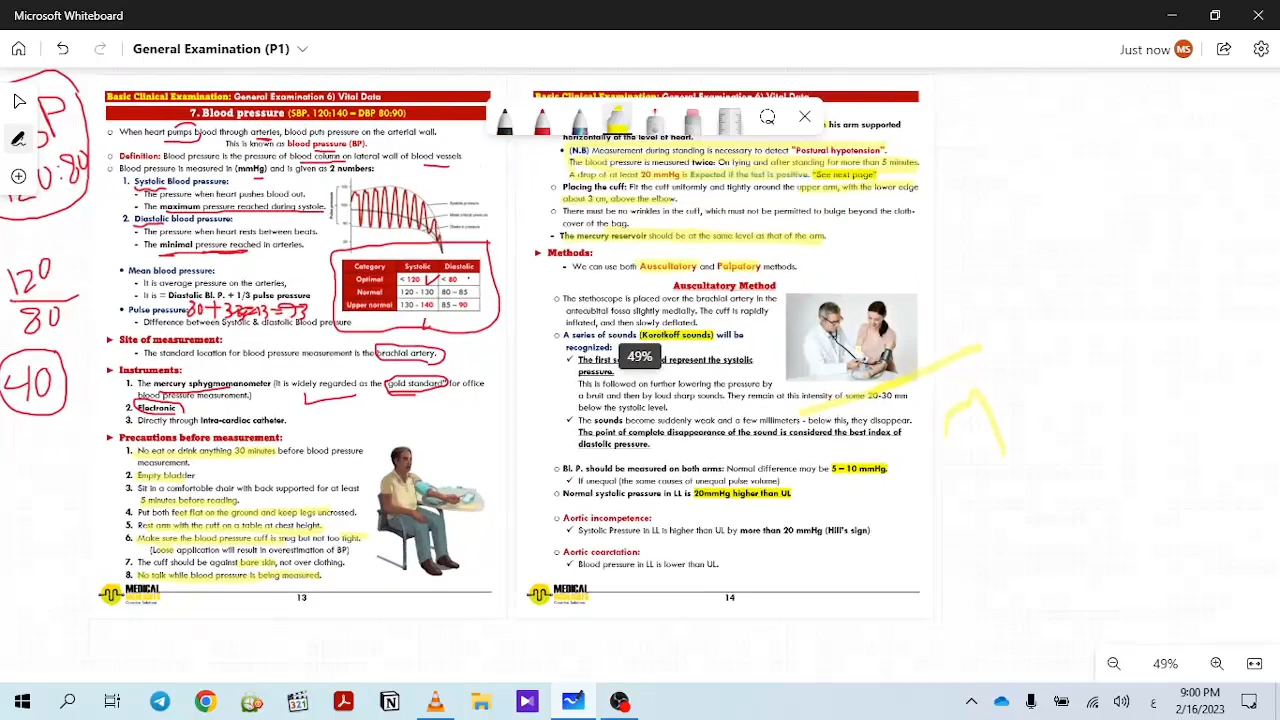 Microsoft Whiteboard
General Examination (P1)
Just now MS
Basic Clinical Examination: General Examination 6) Vital Data
7. Blood pressure (SBP. 120:140 – DBP 80:90)
When heart pumps blood through arteries, blood puts pressure on the arterial wall.
This is known as blood pressure (BP).
Definition: Blood pressure is the pressure of blood column on lateral wall of blood vessels
Blood pressure is measured in (mmHg) and is given as 2 numbers:
1. Systolic Blood pressure:
- The pressure when heart pushes blood out.
- The maximum pressure reached during systole.
2. Diastolic Blood pressure:
- The pressure when heart rests between beats.
- The minimal pressure reached in arteries.
Systolic pressure
Mean arterial pressure
Diastolic pressure
Category Systolic Diastolic
Optimal < 120 < 80
Normal 120 - 130 80 – 85
Upper normal 130 - 140 85 – 90
• Mean blood pressure:
- It is average pressure on the arteries,
- It is = Diastolic Bl. P. + 1/3 pulse pressure
• Pulse pressure:
- Difference between Systolic & diastolic Blood pressure
120
80
40
Site of measurement:
- The standard location for blood pressure measurement is the brachial artery.
Instruments:
1. The mercury sphygmomanometer (It is widely regarded as the "gold standard" for office
blood pressure measurement.)
2. Electronic
3. Directly through Intra-cardiac catheter.
Precautions before measurement:
1. No eat or drink anything 30 minutes before blood pressure
measurement.
2. Empty bladder
3. Sit in a comfortable chair with back supported for at least
5 minutes before reading.
4. Put both feet flat on the ground and keep legs uncrossed.
5. Rest arm with the cuff on a table at chest height.
6. Make sure the blood pressure cuff is snug but not too tight.
(Loose application will result in overestimation of BP)
7. The cuff should be against bare skin, not over clothing.
8. No talk while blood pressure is being measured.
MEDICAL
13
Basic Clinical Examination: General Examination 6) Vital Data
his arm supported
horizontally at the level of heart.
• (N.B) Measurement during standing is necessary to detect "Postural hypotension".
The blood pressure is measured twice: On lying and after standing for more than 5 minutes.
A drop of at least 20 mmHg is Expected if the test is positive. "See next page"
Placing the cuff: Fit the cuff uniformly and tightly around the upper arm, with the lower edge
about 3 cm, above the elbow.
There must be no wrinkles in the cuff, which must not be permitted to bulge beyond the cloth-
cover of the bag.
- The mercury reservoir should be at the same level as that of the arm.
Methods:
- We can use both Auscultatory and Palpatory methods.
Auscultatory Method
The stethoscope is placed over the brachial artery in the
antecubital fossa slightly medially. The cuff is rapidly
inflated, and then slowly deflated.
A series of sounds (Korotkoff sounds) will be
recognized:
The first represent the systolic
pressure.
This is followed on further lowering the pressure by
a bruit and then by loud sharp sounds. They remain at this intensity of some 20-30 mm
below the systolic level.
The sounds become suddenly weak and a few millimeters - below this, they disappear.
The point of complete disappearance of the sound is considered the best index of
diastolic pressure.
Bl. P. should be measured on both arms: Normal difference may be 5 – 10 mmHg.
If unequal (the same causes of unequal pulse volume)
Normal systolic pressure in LL is 20mmHg higher than UL
Aortic incompetence:
Systolic Pressure in LL is higher than UL by more than 20 mmHg (Hill's sign)
Aortic coarctation:
Blood pressure in LL is lower than UL.
MEDICAL
14
49%
49%
9:00 PM
2/16/2023